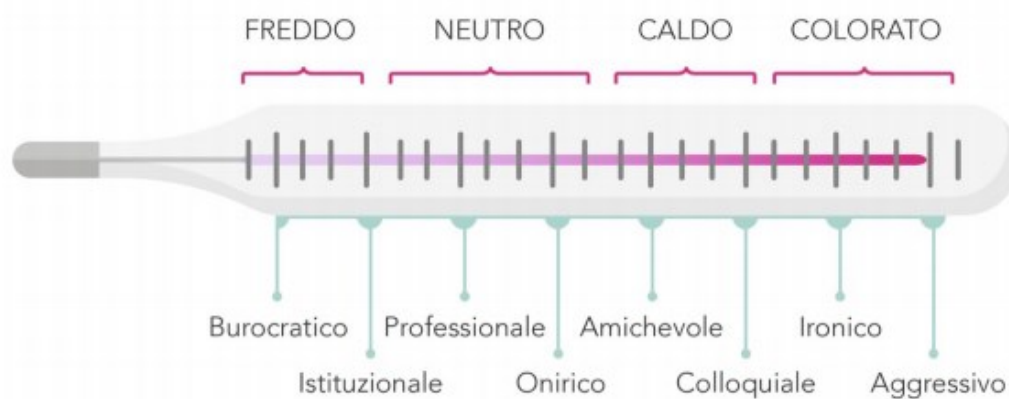 FREDDO NEUTRO CALDO COLORATO
Burocratico Professionale Amichevole Ironico
Istituzionale Onirico Colloquiale Aggressivo